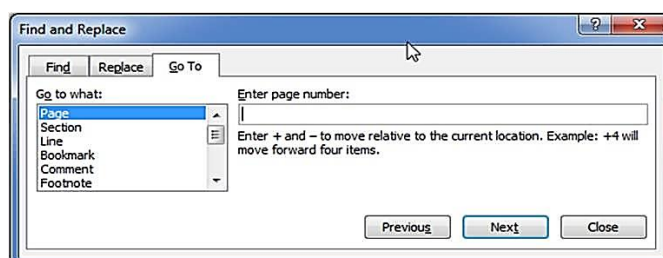 Find and Replace
Find Replace Go To
Go to what:
Page
Section
Line
Bookmark
Comment
Footnote
Enter page number:
Enter + and – to move relative to the current location. Example: +4 will
move forward four items.
Previous Next Close